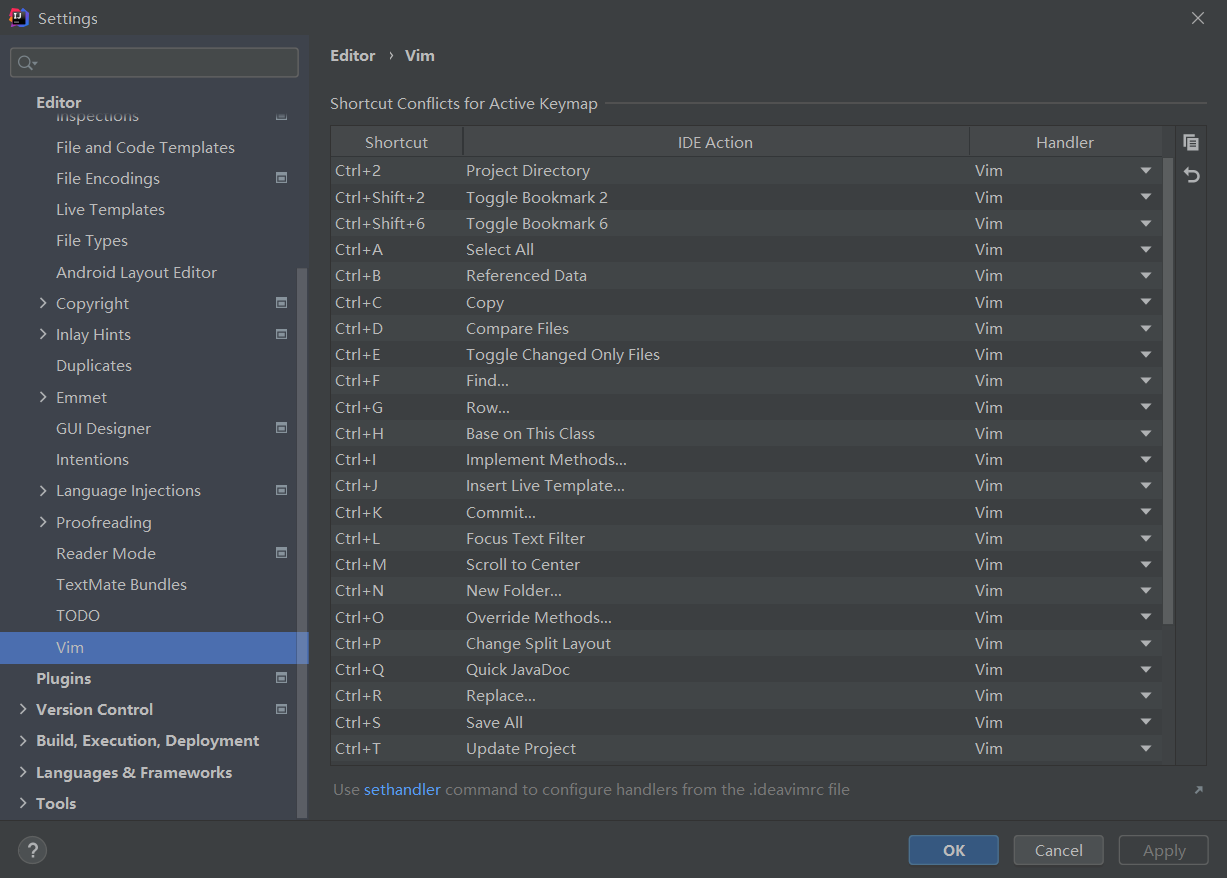 Settings
Editor
Inspections
File and Code Templates
File Encodings
Live Templates
File Types
Android Layout Editor
Copyright
Inlay Hints
Duplicates
Emmet
GUI Designer
Intentions
Language Injections
Proofreading
Reader Mode
TextMate Bundles
TODO
Vim
Plugins
Version Control
Build, Execution, Deployment
Languages & Frameworks
Tools
Editor › Vim
Shortcut Conflicts for Active Keymap
Shortcut IDE Action Handler
Ctrl+2 Project Directory Vim
Ctrl+Shift+2 Toggle Bookmark 2 Vim
Ctrl+Shift+6 Toggle Bookmark 6 Vim
Ctrl+A Select All Vim
Ctrl+B Referenced Data Vim
Ctrl+C Copy Vim
Ctrl+D Compare Files Vim
Ctrl+E Toggle Changed Only Files Vim
Ctrl+F Find... Vim
Ctrl+G Row... Vim
Ctrl+H Base on This Class Vim
Ctrl+I Implement Methods... Vim
Ctrl+J Insert Live Template... Vim
Ctrl+K Commit... Vim
Ctrl+L Focus Text Filter Vim
Ctrl+M Scroll to Center Vim
Ctrl+N New Folder... Vim
Ctrl+O Override Methods... Vim
Ctrl+P Change Split Layout Vim
Ctrl+Q Quick JavaDoc Vim
Ctrl+R Replace... Vim
Ctrl+S Save All Vim
Ctrl+T Update Project Vim
Use sethandler command to configure handlers from the .ideavimrc file
? OK Cancel Apply